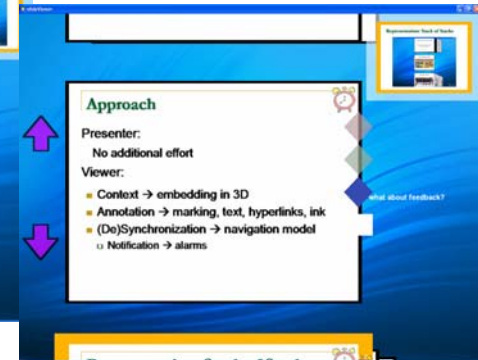 Representation: Stack of Stacks
Approach
Presenter:
No additional effort
Viewer:
Context → embedding in 3D
Annotation → marking, text, hyperlinks, ink
(De)Synchronization → navigation model
Notification → alarms
what about feedback?